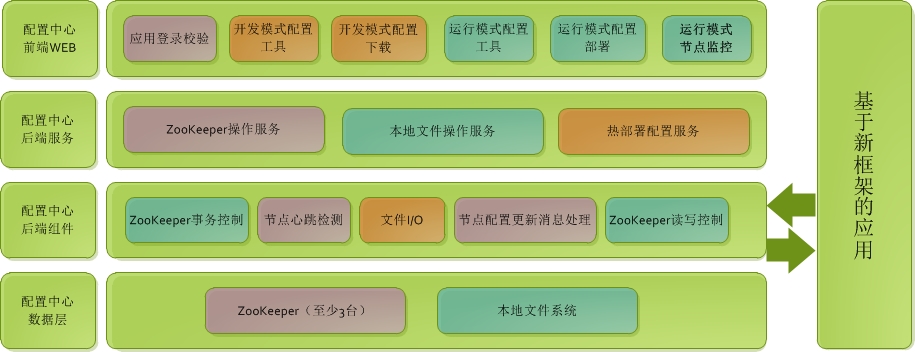 配置中心
前端WEB
应用登录校验
开发模式配置
工具
开发模式配置
下载
运行模式配置
工具
运行模式配置
部署
运行模式
节点监控
配置中心
后端服务
ZooKeeper操作服务
本地文件操作服务
热部署配置服务
配置中心
后端组件
ZooKeeper事务控制
节点心跳检测
文件I/O
节点配置更新消息处理
ZooKeeper读写控制
配置中心
数据层
ZooKeeper（至少3台）
本地文件系统
基于新框架的应用